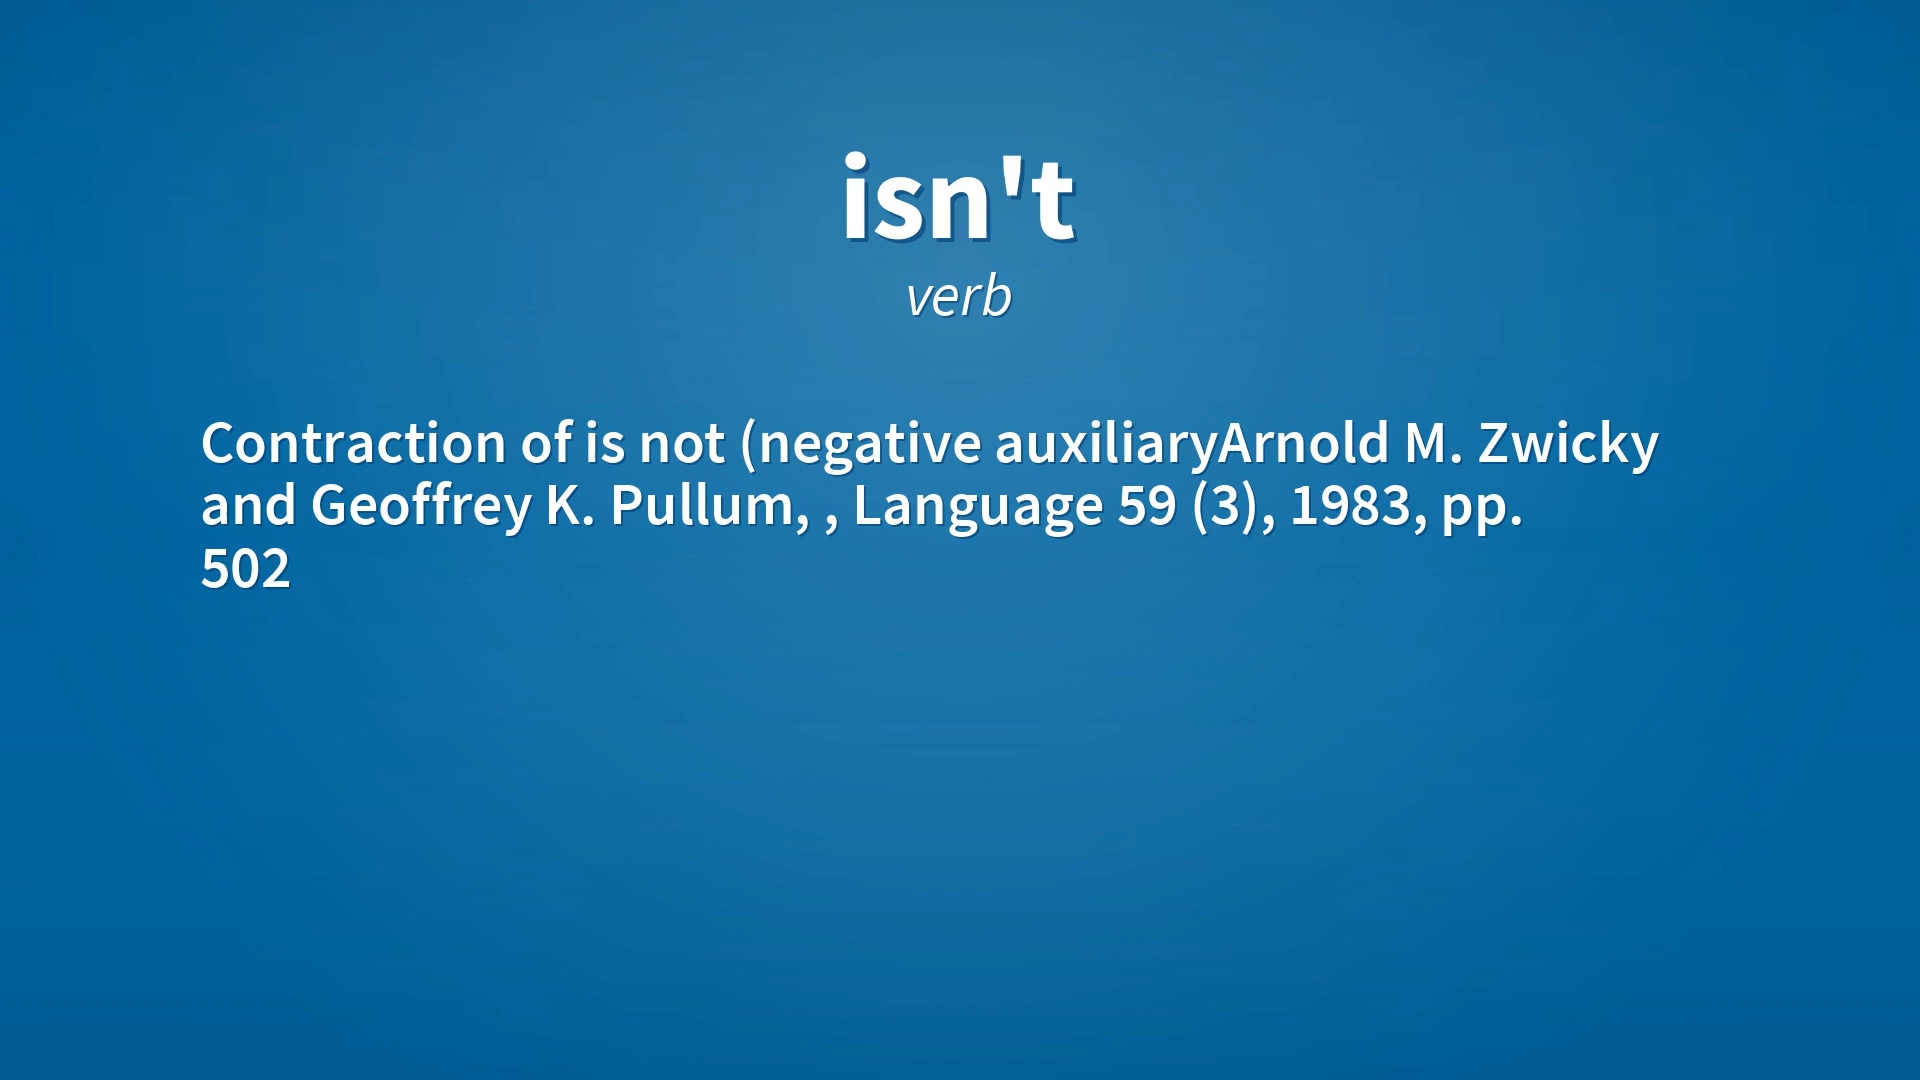 isn't
verb
Contraction of is not (negative auxiliaryArnold M. Zwicky
and Geoffrey K. Pullum, , Language 59 (3), 1983, pp.
502